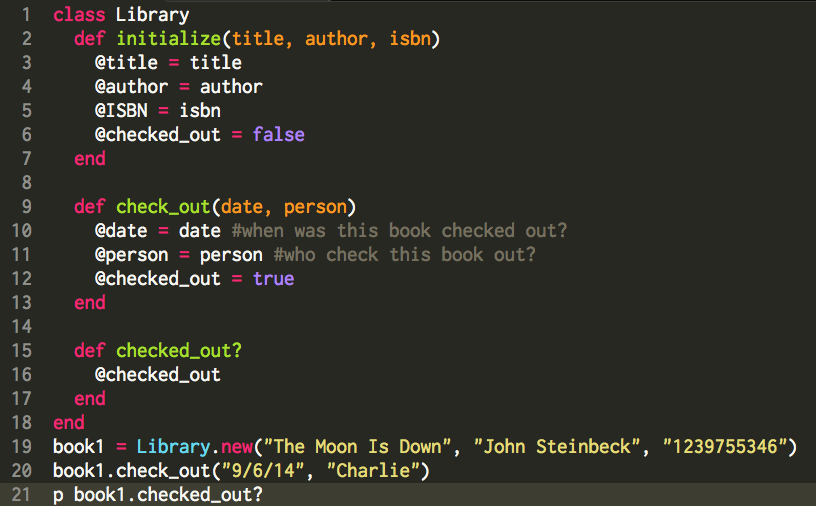 1 class Library
2   def initialize(title, author, isbn)
3     @title = title
4     @author = author
5     @ISBN = isbn
6     @checked_out = false
7   end
8
9   def check_out(date, person)
10     @date = date #when was this book checked out?
11     @person = person #who check this book out?
12     @checked_out = true
13   end
14
15   def checked_out?
16     @checked_out
17   end
18 end
19 book1 = Library.new("The Moon Is Down", "John Steinbeck", "1239755346")
20 book1.check_out("9/6/14", "Charlie")
21 p book1.checked_out?